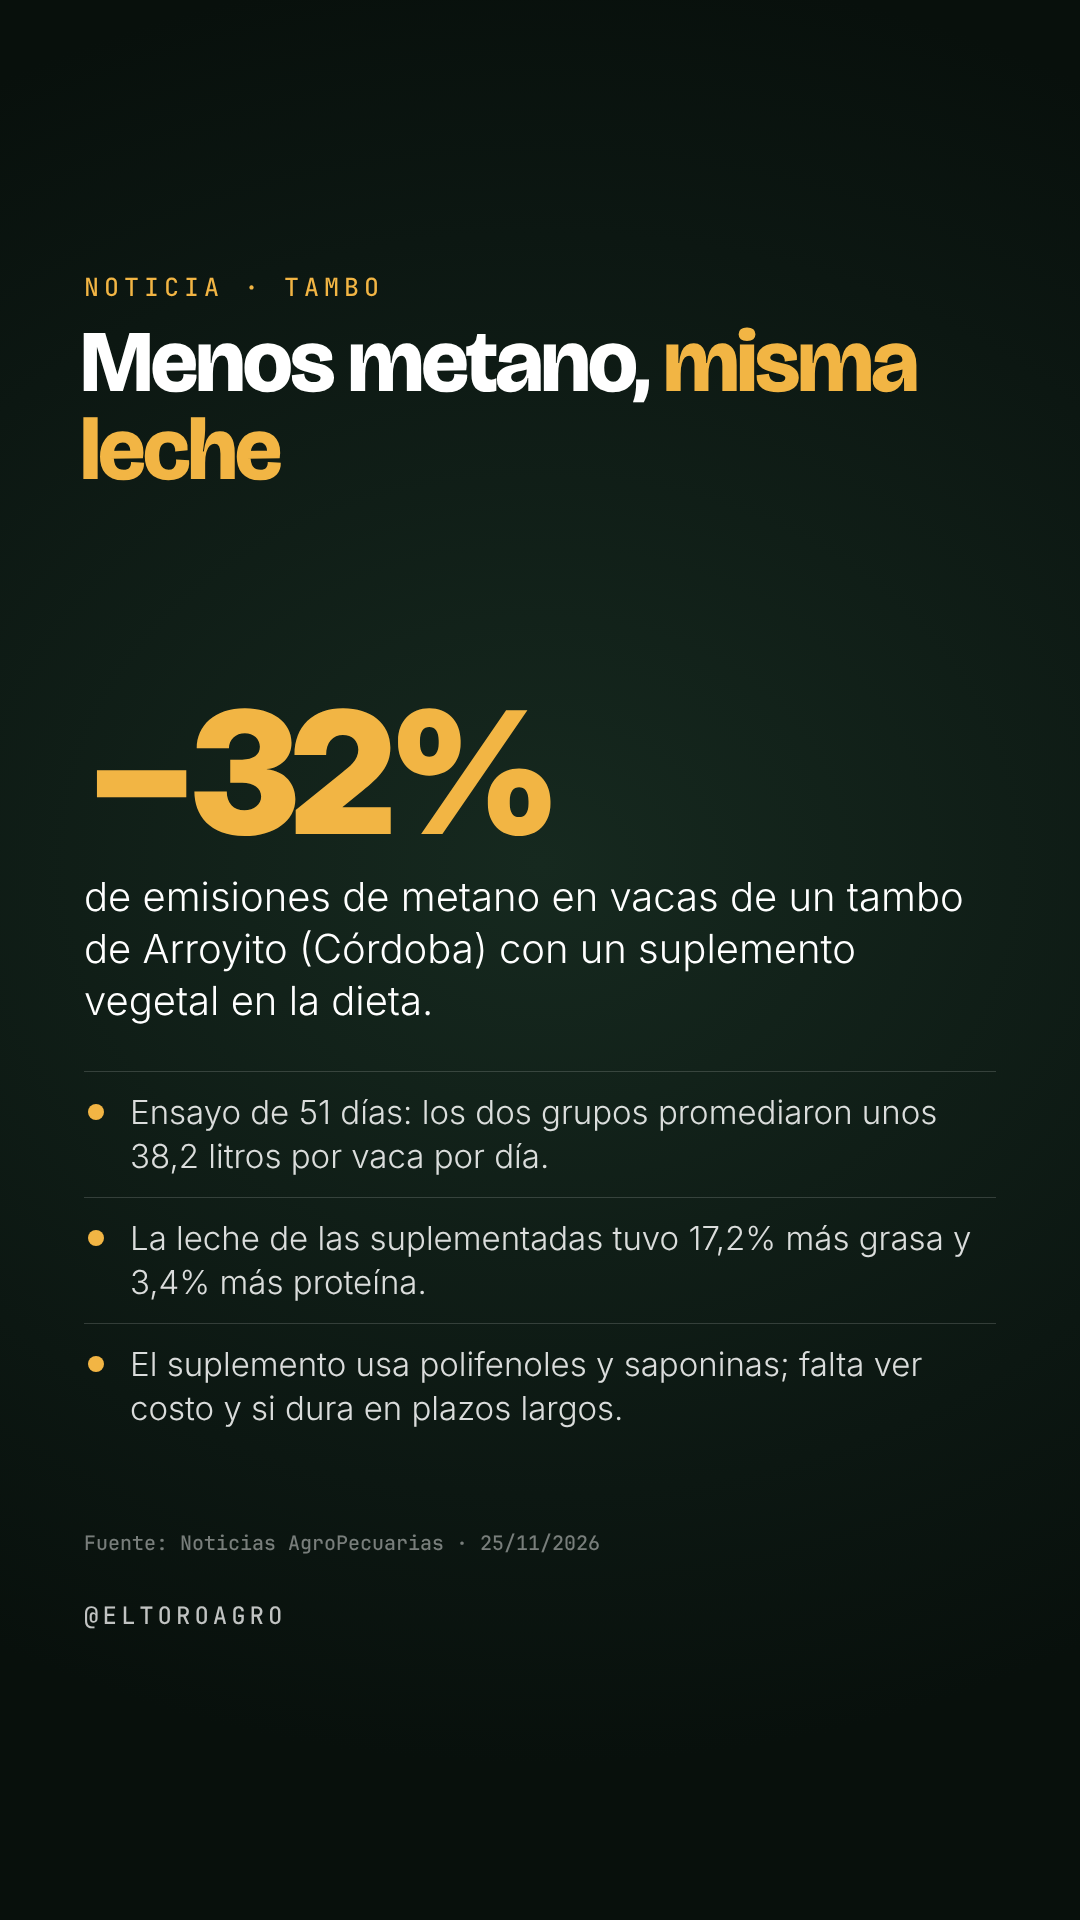 NOTICIA · TAMBO
Menos metano, misma
leche
–32%
de emisiones de metano en vacas de un tambo
de Arroyito (Córdoba) con un suplemento
vegetal en la dieta.
Ensayo de 51 días: los dos grupos promediaron unos
38,2 litros por vaca por día.
La leche de las suplementadas tuvo 17,2% más grasa y
3,4% más proteína.
El suplemento usa polifenoles y saponinas; falta ver
costo y si dura en plazos largos.
Fuente: Noticias AgroPecuarias · 25/11/2026
@ELTOROAGRO